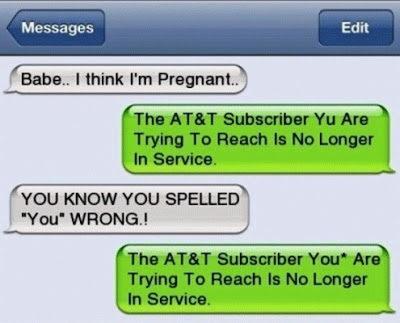 Messages
Edit
Babe.. I think I'm Pregnant..
The AT&T Subscriber Yu Are
Trying To Reach Is No Longer
In Service.
YOU KNOW YOU SPELLED
"You" WRONG.!
The AT&T Subscriber You* Are
Trying To Reach Is No Longer
In Service.